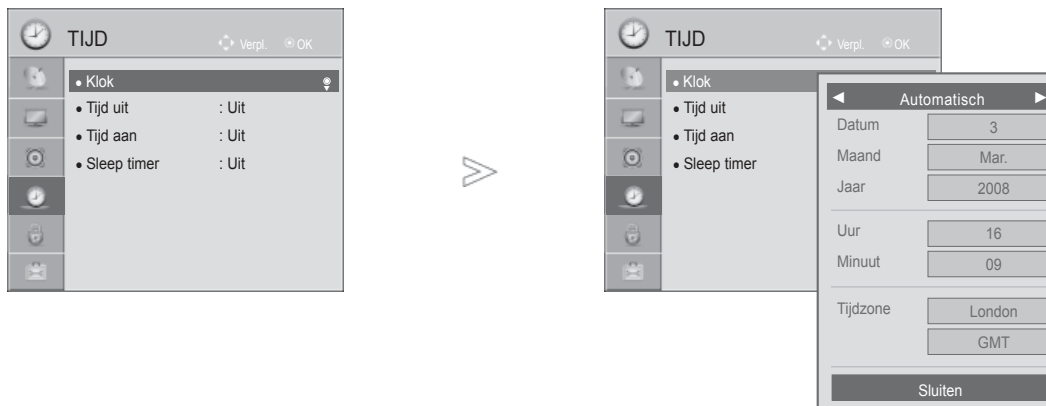 TIJD Verpl. OK
• Klok
• Tijd uit : Uit
• Tijd aan : Uit
• Sleep timer : Uit
TIJD Verpl. OK
• Klok
• Tijd uit
• Tijd aan
• Sleep timer
◄ Automatisch ►
Datum 3
Maand Mar.
Jaar 2008
Uur 16
Minuut 09
Tijdzone London
GMT
Sluiten